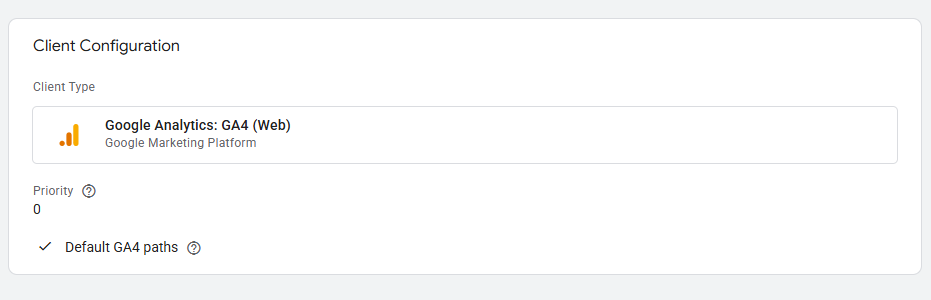 Client Configuration
Client Type
Google Analytics: GA4 (Web)
Google Marketing Platform
Priority
0
Default GA4 paths